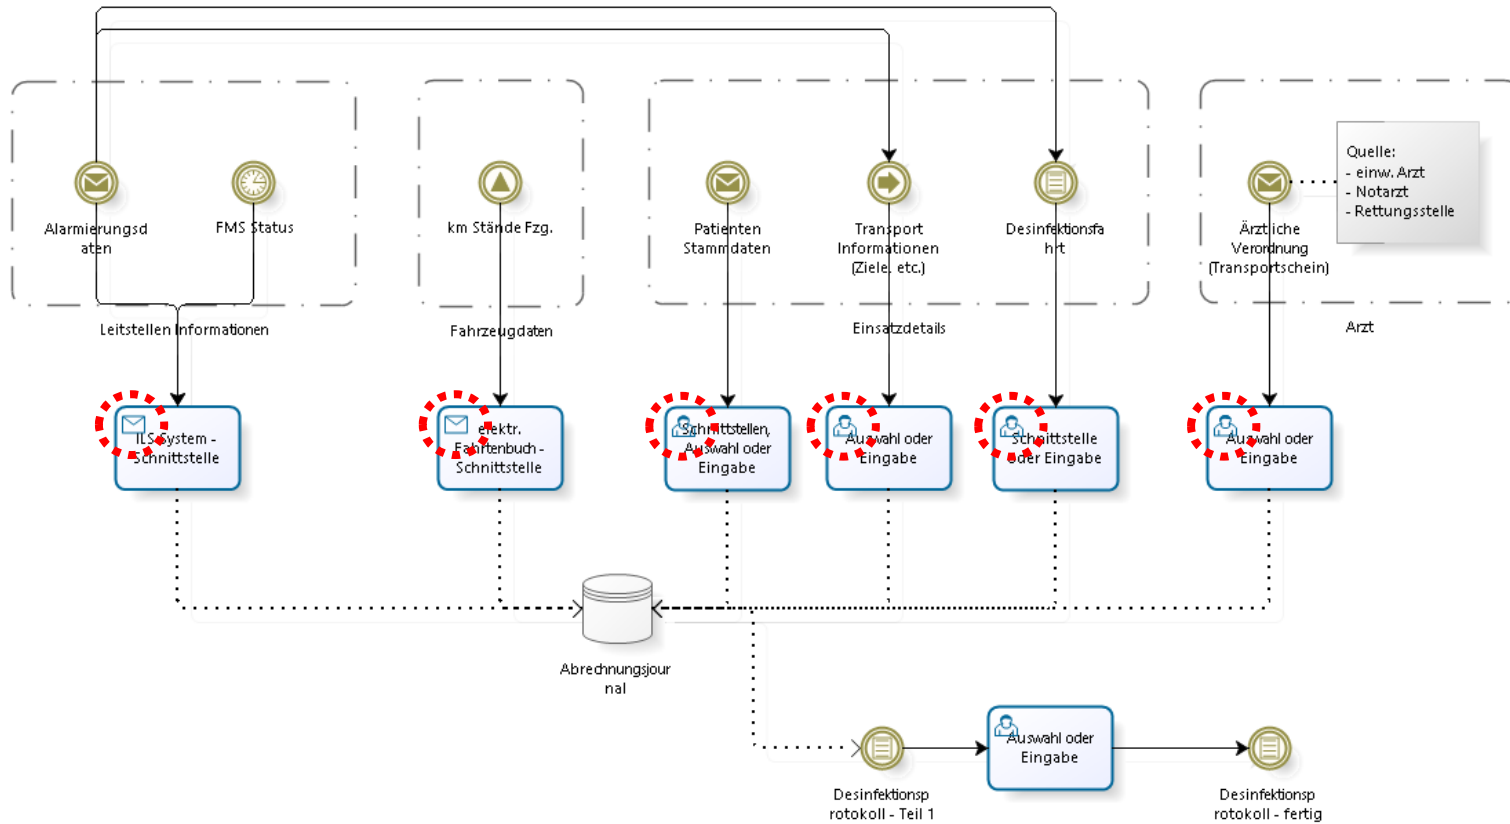 Quelle:
- einw. Arzt
- Notarzt
- Rettungsstelle
Alarmierungsd
aten
FMS Status
km Stände Fzg.
Patienten
Stammdaten
Transport
Informationen
(Ziele, etc.)
Desinfektionsfa
hrt
Ärztliche
Verordnung
(Transportschein)
Leitstellen Informationen
Fahrzeugdaten
Einsatzdetails
Arzt
ILS System -
Schnittstelle
elektr.
Fahrtenbuch -
Schnittstelle
Schnittstellen,
Auswahl oder
Eingabe
Auswahl oder
Eingabe
Schnittstelle
oder Eingabe
Auswahl oder
Eingabe
Abrechnungsjour
nal
Auswahl oder
Eingabe
Desinfektionsp
rotokoll - Teil 1
Desinfektionsp
rotokoll - fertig